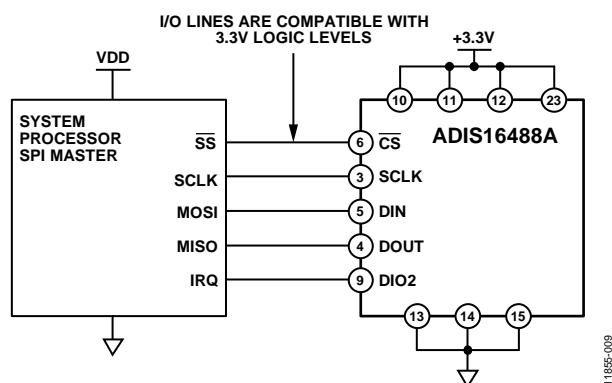 I/O LINES ARE COMPATIBLE WITH
3.3V LOGIC LEVELS
VDD
+3.3V
10
11
12
23
SYSTEM
PROCESSOR
SPI MASTER
ADIS16488A
SS
6
CS
SCLK
3
SCLK
MOSI
5
DIN
MISO
4
DOUT
IRQ
9
DIO2
13
14
15
11855-009